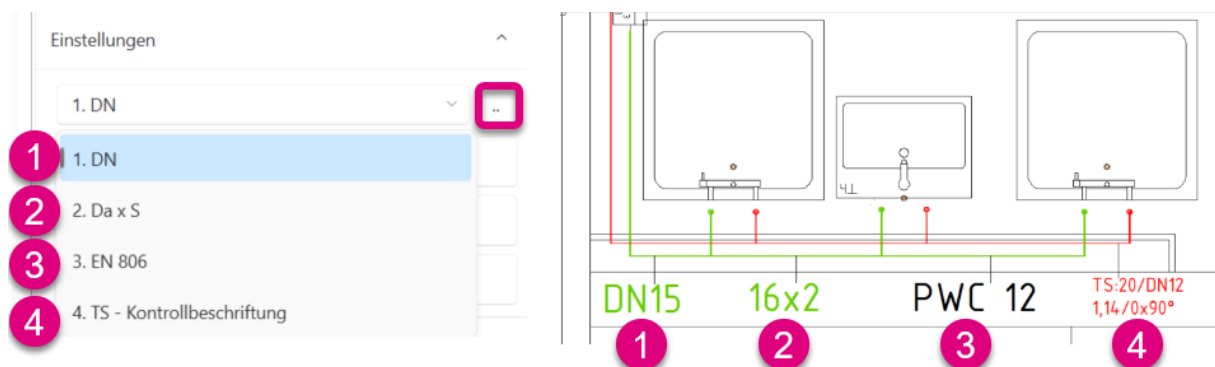 Einstellungen
1. DN
..
1
1. DN
2
2. Da x S
3
3. EN 806
4
4. TS - Kontrollbeschriftung
DN15
16x2
PWC 12
TS:20/DN12
1,14/0x90°
1
2
3
4